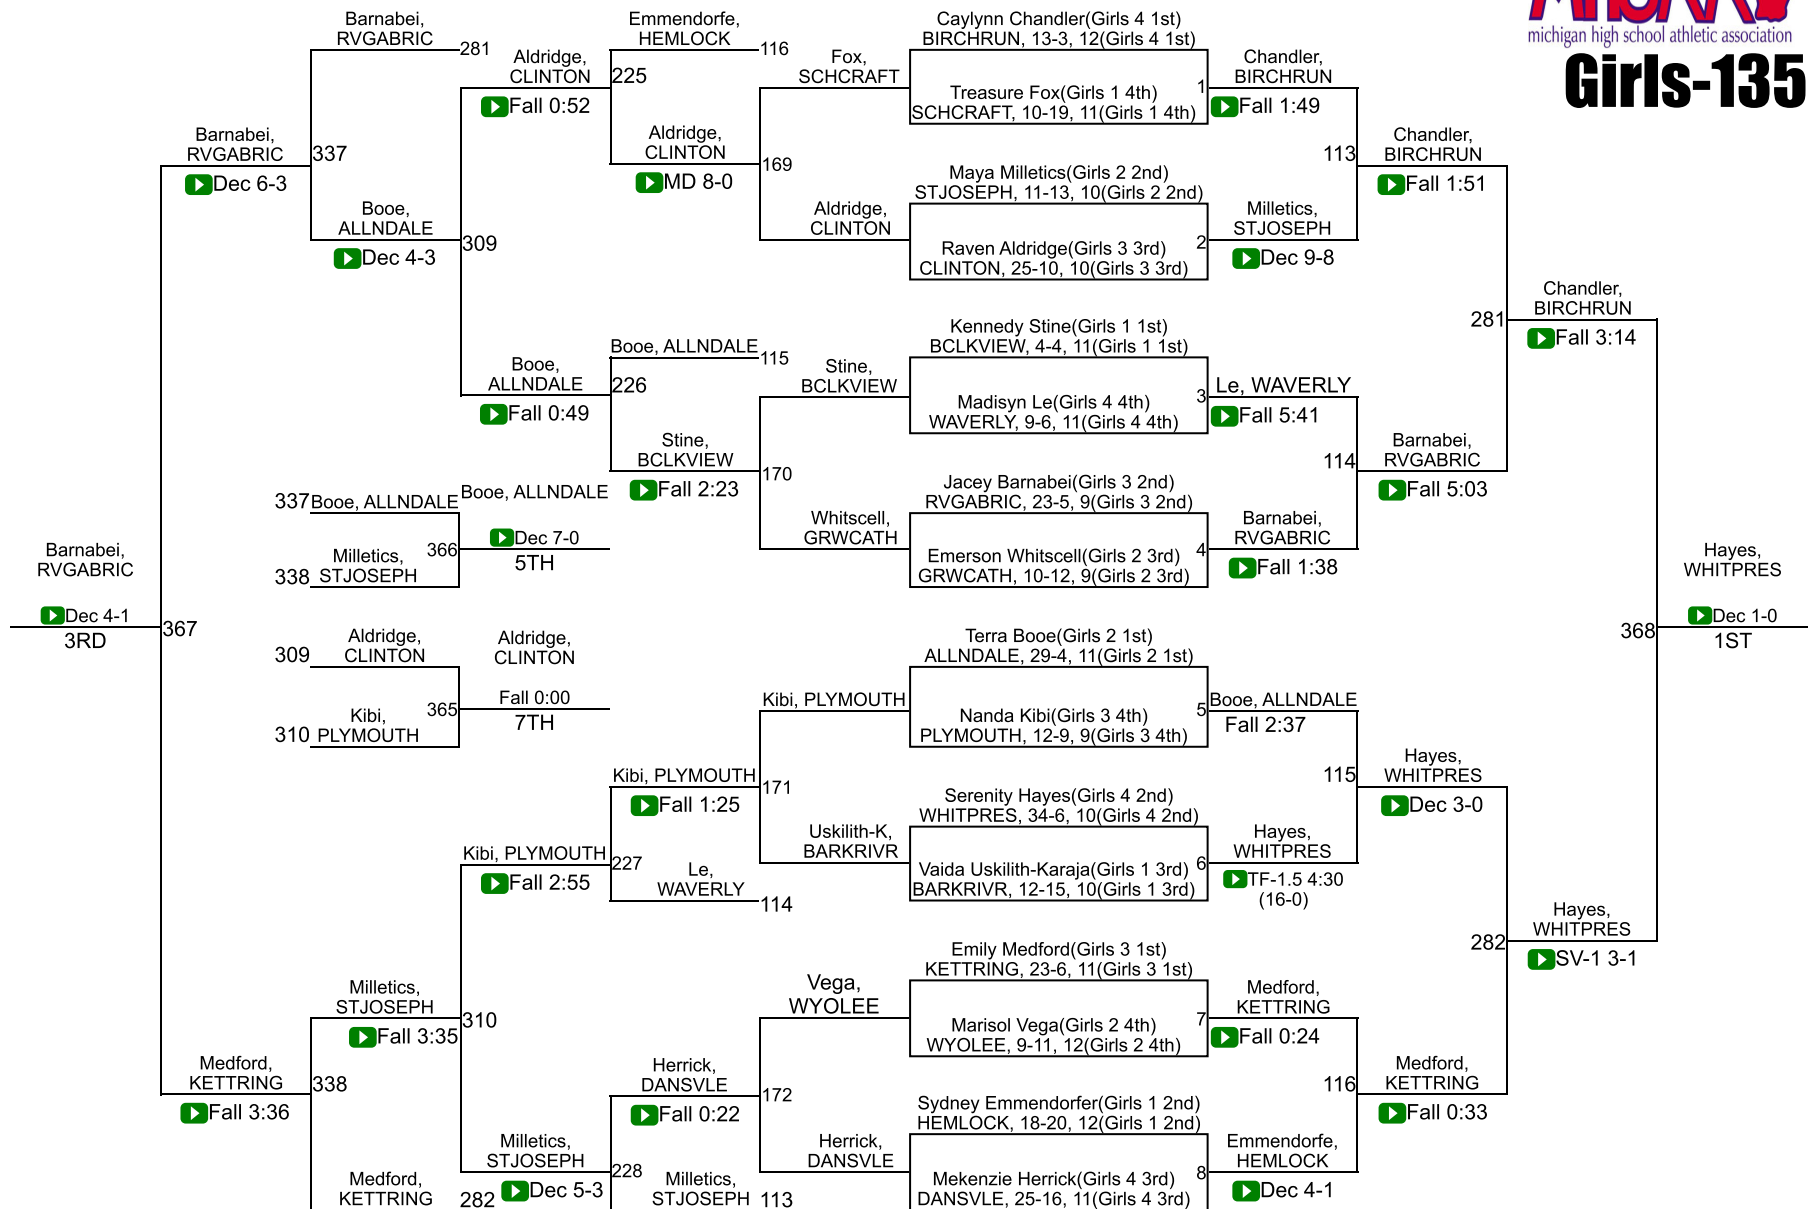 MHSAA
michigan high school athletic association
Girls-135
Barnabei,
RVGABRIC
281
Aldridge,
CLINTON
Fall 0:52
Emmendorfe,
HEMLOCK
116
225
Fox,
SCHCRAFT
Caylynn Chandler(Girls 4 1st)
BIRCHRUN, 13-3, 12(Girls 4 1st)
Treasure Fox(Girls 1 4th)
SCHCRAFT, 10-19, 11(Girls 1 4th)
1
Chandler,
BIRCHRUN
Fall 1:49
Barnabei,
RVGABRIC
Dec 6-3
337
Aldridge,
CLINTON
MD 8-0
169
113
Chandler,
BIRCHRUN
Fall 1:51
Booe,
ALLNDALE
Dec 4-3
309
Aldridge,
CLINTON
Maya Milletics(Girls 2 2nd)
STJOSEPH, 11-13, 10(Girls 2 2nd)
Raven Aldridge(Girls 3 3rd)
CLINTON, 25-10, 10(Girls 3 3rd)
2
Milletics,
STJOSEPH
Dec 9-8
Chandler,
BIRCHRUN
Fall 3:14
281
Booe,
ALLNDALE
Fall 0:49
Booe, ALLNDALE
115
226
Stine,
BCLKVIEW
Kennedy Stine(Girls 1 1st)
BCLKVIEW, 4-4, 11(Girls 1 1st)
Madisyn Le(Girls 4 4th)
WAVERLY, 9-6, 11(Girls 4 4th)
3
Le, WAVERLY
Fall 5:41
Stine,
BCLKVIEW
Fall 2:23
170
114
Barnabei,
RVGABRIC
Fall 5:03
337
Booe, ALLNDALE
Booe, ALLNDALE
Milletics,
STJOSEPH
338
366
Dec 7-0
5TH
Whitscell,
GRWCATH
Jacey Barnabei(Girls 3 2nd)
RVGABRIC, 23-5, 9(Girls 3 2nd)
Emerson Whitscell(Girls 2 3rd)
GRWCATH, 10-12, 9(Girls 2 3rd)
4
Barnabei,
RVGABRIC
Fall 1:38
Barnabei,
RVGABRIC
Dec 4-1
3RD
367
Hayes,
WHITPRES
Dec 1-0
1ST
368
309
Aldridge,
CLINTON
Aldridge,
CLINTON
310
Kibi,
PLYMOUTH
365
Fall 0:00
7TH
Kibi, PLYMOUTH
Terra Booe(Girls 2 1st)
ALLNDALE, 29-4, 11(Girls 2 1st)
Nanda Kibi(Girls 3 4th)
PLYMOUTH, 12-9, 9(Girls 3 4th)
5
Booe, ALLNDALE
Fall 2:37
Kibi, PLYMOUTH
Fall 1:25
171
115
Hayes,
WHITPRES
Dec 3-0
Kibi, PLYMOUTH
Fall 2:55
227
Le,
WAVERLY
114
Uskilith-K,
BARKRIVR
Serenity Hayes(Girls 4 2nd)
WHITPRES, 34-6, 10(Girls 4 2nd)
Vaida Uskilith-Karaja(Girls 1 3rd)
BARKRIVR, 12-15, 10(Girls 1 3rd)
6
Hayes,
WHITPRES
TF-1.5 4:30
(16-0)
282
Hayes,
WHITPRES
SV-1 3-1
Milletics,
STJOSEPH
Fall 3:35
310
Vega,
WYOLEE
Emily Medford(Girls 3 1st)
KETTRING, 23-6, 11(Girls 3 1st)
Marisol Vega(Girls 2 4th)
WYOLEE, 9-11, 12(Girls 2 4th)
7
Medford,
KETTRING
Fall 0:24
Medford,
KETTRING
Fall 3:36
338
Herrick,
DANSVLE
Fall 0:22
172
116
Medford,
KETTRING
Fall 0:33
Medford,
KETTRING
282
Milletics,
STJOSEPH
Dec 5-3
228
Milletics,
STJOSEPH
113
Herrick,
DANSVLE
Sydney Emmendorfer(Girls 1 2nd)
HEMLOCK, 18-20, 12(Girls 1 2nd)
Mekenzie Herrick(Girls 4 3rd)
DANSVLE, 25-16, 11(Girls 4 3rd)
8
Emmendorfe,
HEMLOCK
Dec 4-1